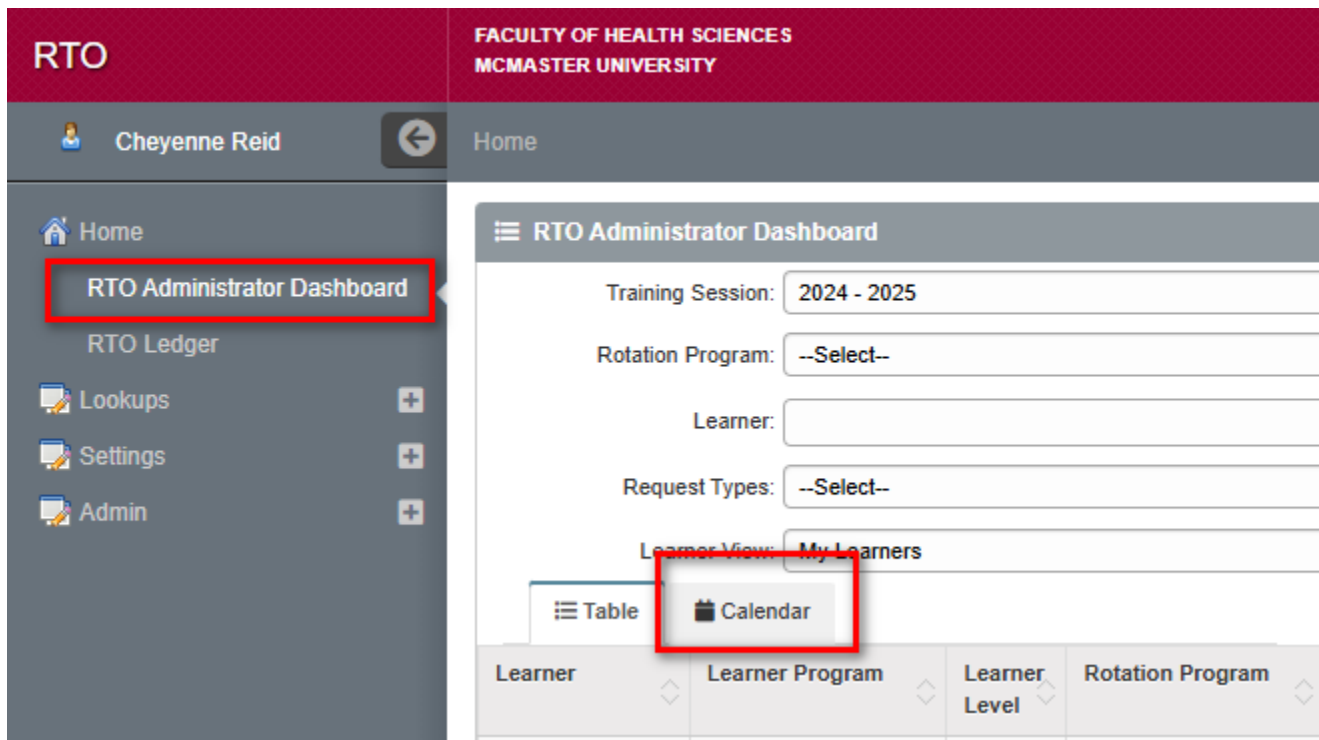 RTO
FACULTY OF HEALTH SCIENCES
MCMASTER UNIVERSITY
Cheyenne Reid
Home
Home
RTO Administrator Dashboard
RTO Ledger
Lookups
Settings
Admin
RTO Administrator Dashboard
Training Session: 2024 - 2025
Rotation Program: --Select--
Learner:
Request Types: --Select--
Learner View: My Learners
Table Calendar
Learner Learner Program Learner Rotation Program
Level